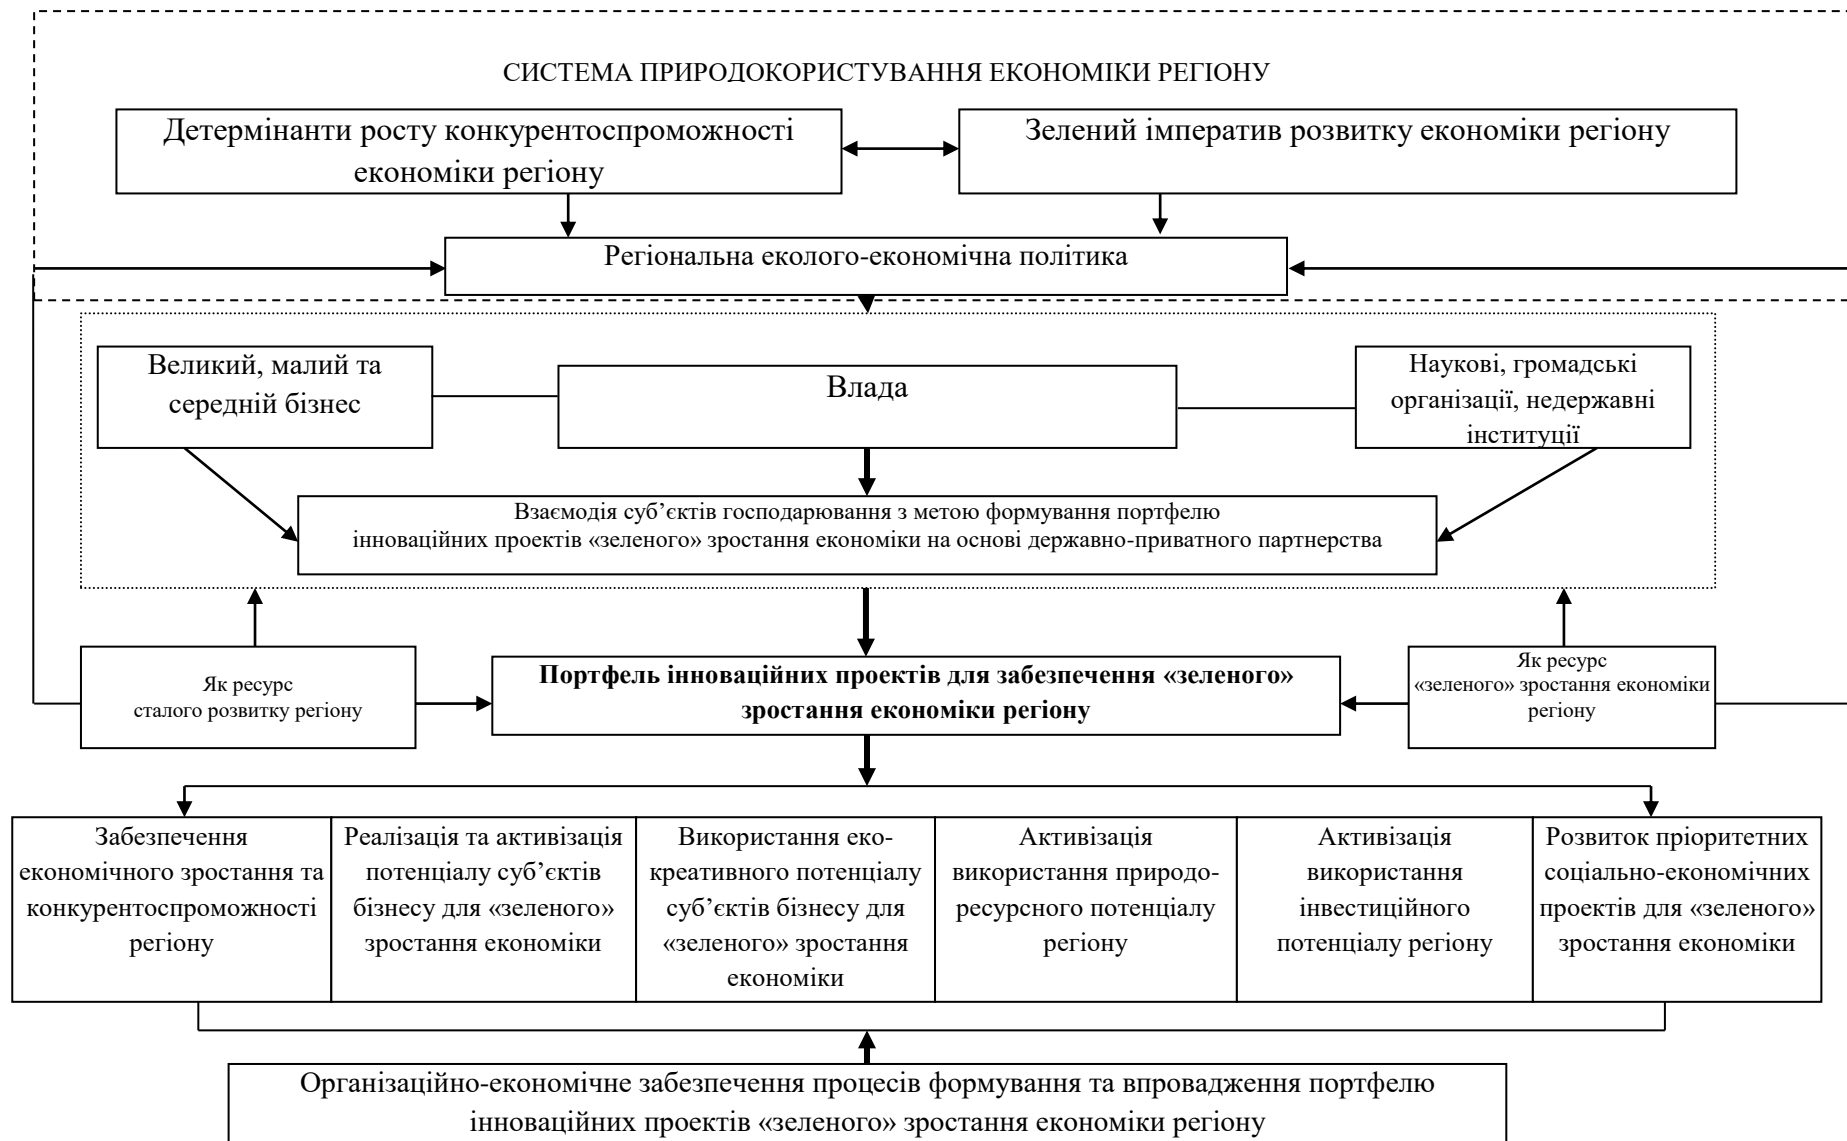 СИСТЕМА ПРИРОДОКОРИСТУВАННЯ ЕКОНОМІКИ РЕГІОНУ
Детермінанти росту конкурентоспроможності
економіки регіону
Зелений імператив розвитку економіки регіону
Регіональна еколого-економічна політика
Великий, малий та
середній бізнес
Влада
Наукові, громадські
організації, недержавні
інституції
Взаємодія суб’єктів господарювання з метою формування портфелю
інноваційних проектів «зеленого» зростання економіки на основі державно-приватного партнерства
Як ресурс
сталого розвитку регіону
Портфель інноваційних проектів для забезпечення «зеленого»
зростання економіки регіону
Як ресурс
«зеленого» зростання економіки
регіону
Забезпечення
економічного зростання та
конкурентоспроможності
регіону
Реалізація та активізація
потенціалу суб’єктів
бізнесу для «зеленого»
зростання економіки
Використання еко-
креативного потенціалу
суб’єктів бізнесу для
«зеленого» зростання
економіки
Активізація
використання природо-
ресурсного потенціалу
регіону
Активізація
використання
інвестиційного
потенціалу регіону
Розвиток пріоритетних
соціально-економічних
проектів для «зеленого»
зростання економіки
Організаційно-економічне забезпечення процесів формування та впровадження портфелю
інноваційних проектів «зеленого» зростання економіки регіону